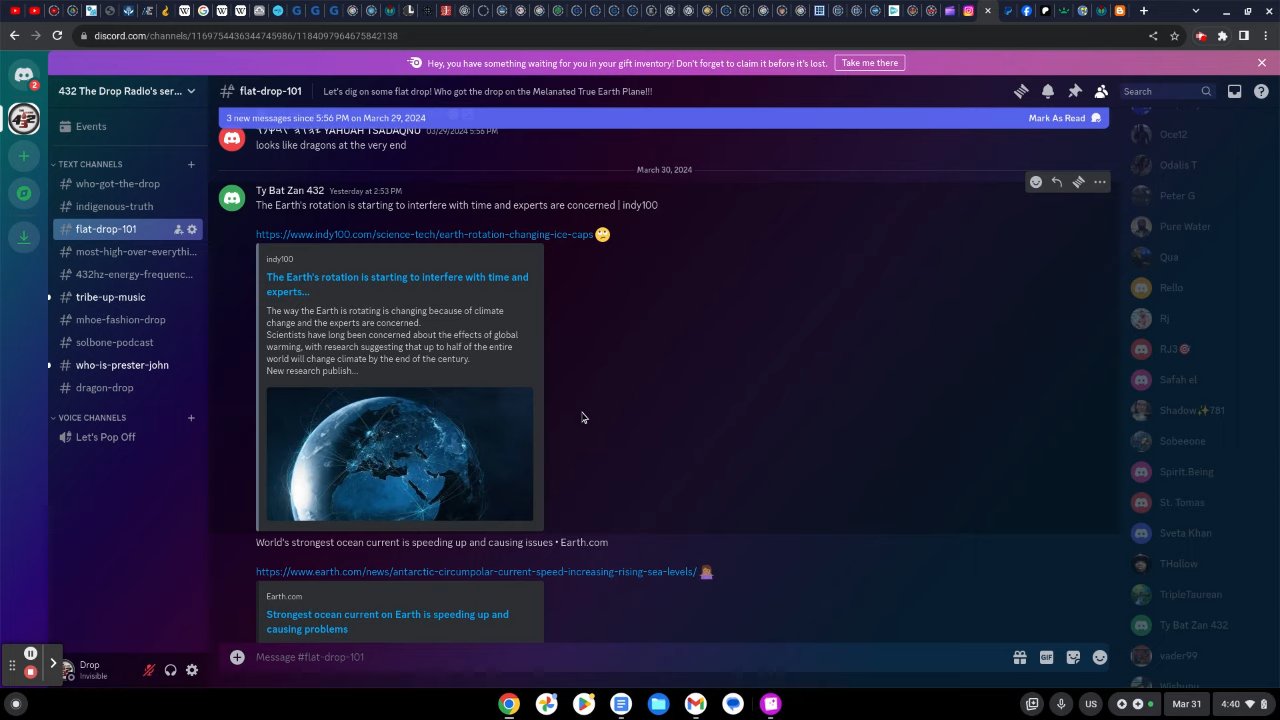 discord.com/channels/1169754436344745986/1184097964675842138
Hey, you have something waiting for you in your gift inventory! Don't forget to claim it before it's lost.
Take me there
432 The Drop Radio's ser...
flat-drop-101
Let's dig on some flat drop! Who got the drop on the Melanated True Earth Plane!!!
Search
3 new messages since 5:56 PM on March 29, 2024
Mark As Read
Events
TEXT CHANNELS
who-got-the-drop
indigenous-truth
flat-drop-101
most-high-over-everythi...
432hz-energy-frequenc...
tribe-up-music
mhoe-fashion-drop
solbone-podcast
who-is-prester-john
dragon-drop
VOICE CHANNELS
Let's Pop Off
Drop
Invisible
YAHUAH TSADAQNU 03/29/2024 5:56 PM
looks like dragons at the very end
March 30, 2024
Ty Bat Zan 432 Yesterday at 2:53 PM
The Earth's rotation is starting to interfere with time and experts are concerned | indy100
https://www.indy100.com/science-tech/earth-rotation-changing-ice-caps
indy100
The Earth's rotation is starting to interfere with time and
experts...
The way the Earth is rotating is changing because of climate
change and the experts are concerned.
Scientists have long been concerned about the effects of global
warming, with research suggesting that up to half of the entire
world will change climate by the end of the century.
New research publish...
World's strongest ocean current is speeding up and causing issues • Earth.com
https://www.earth.com/news/antarctic-circumpolar-current-speed-increasing-rising-sea-levels/
Earth.com
Strongest ocean current on Earth is speeding up and
causing problems
Message #flat-drop-101
GIF
Oce12
Odalis T
Peter G
Pure Water
Qua
Rello
Rj
RJ3
Safah el
Shadow✨781
Sobeeone
Spirit.Being
St. Tomas
Sveta Khan
THollow
TripleTaurean
Ty Bat Zan 432
vader99
US
Mar 31
4:40